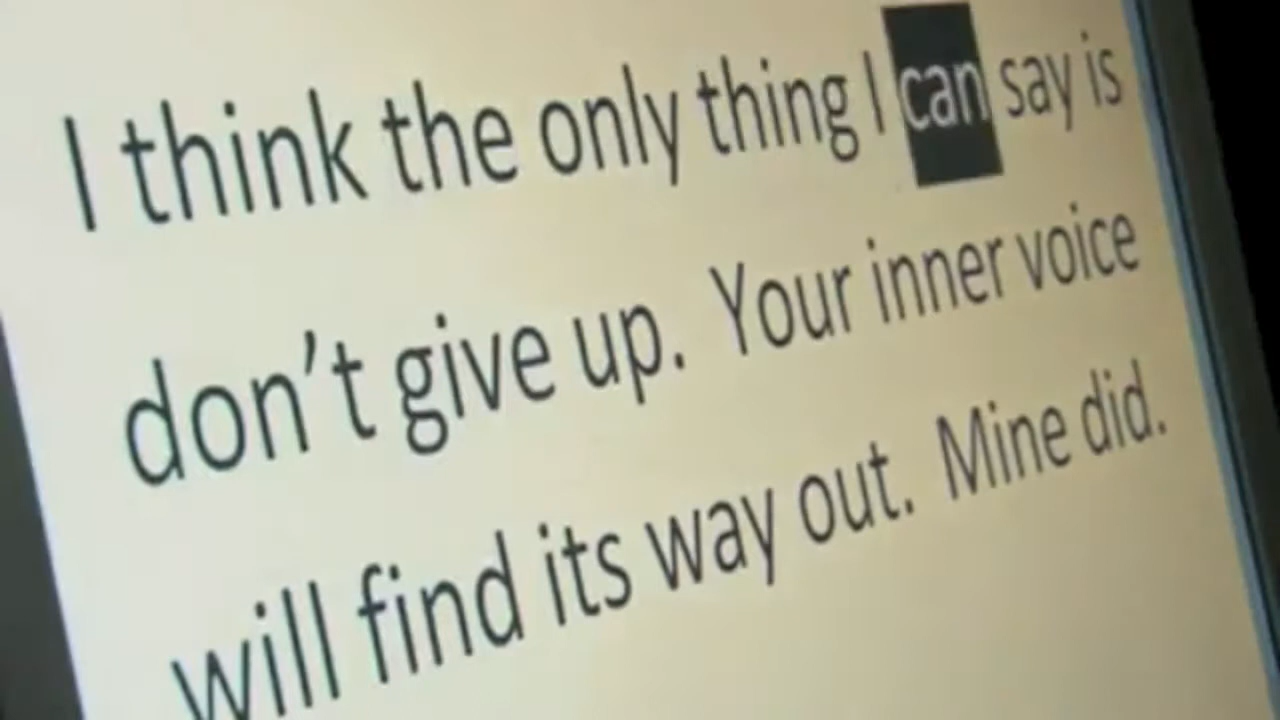 I think the only thing I can say is
don’t give up.  Your inner voice
will find its way out.  Mine did.